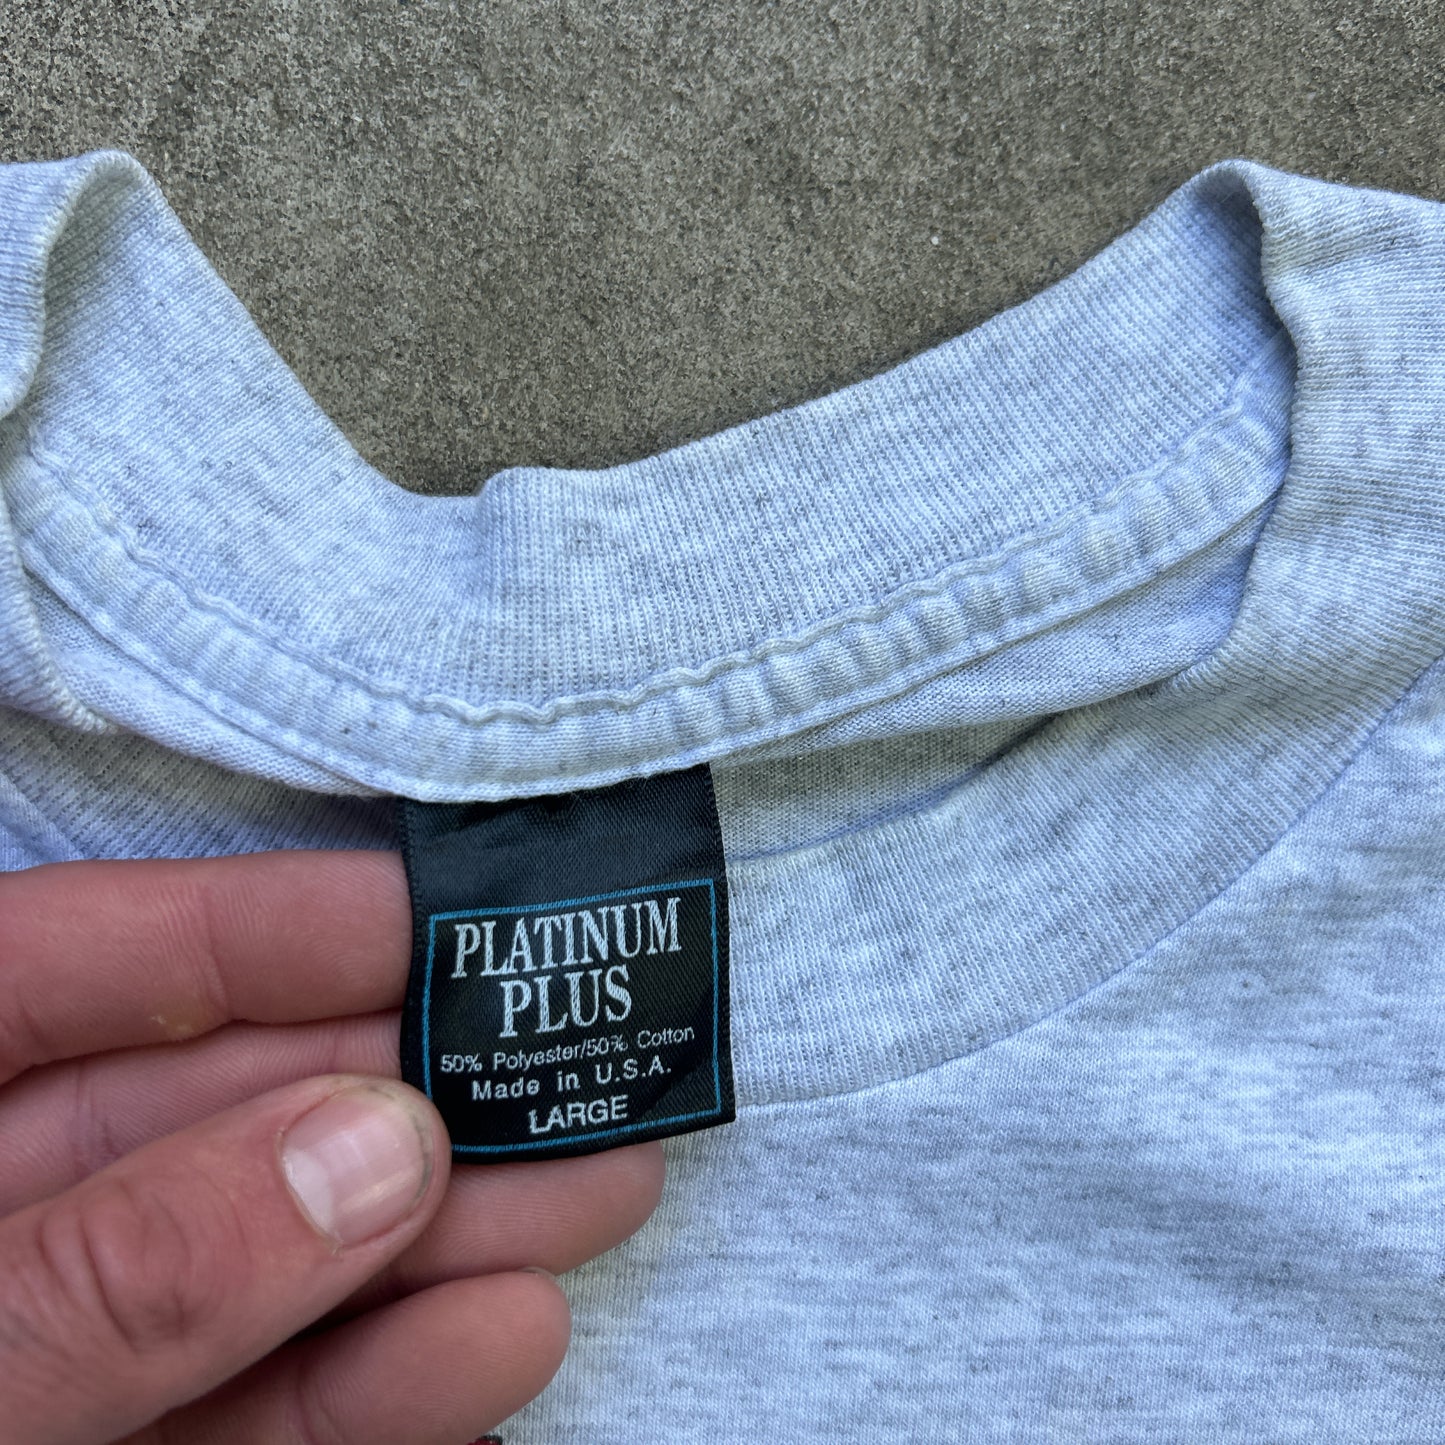 PLATINUM
PLUS
50% Polyester/50% Cotton
Made in U.S.A.
LARGE